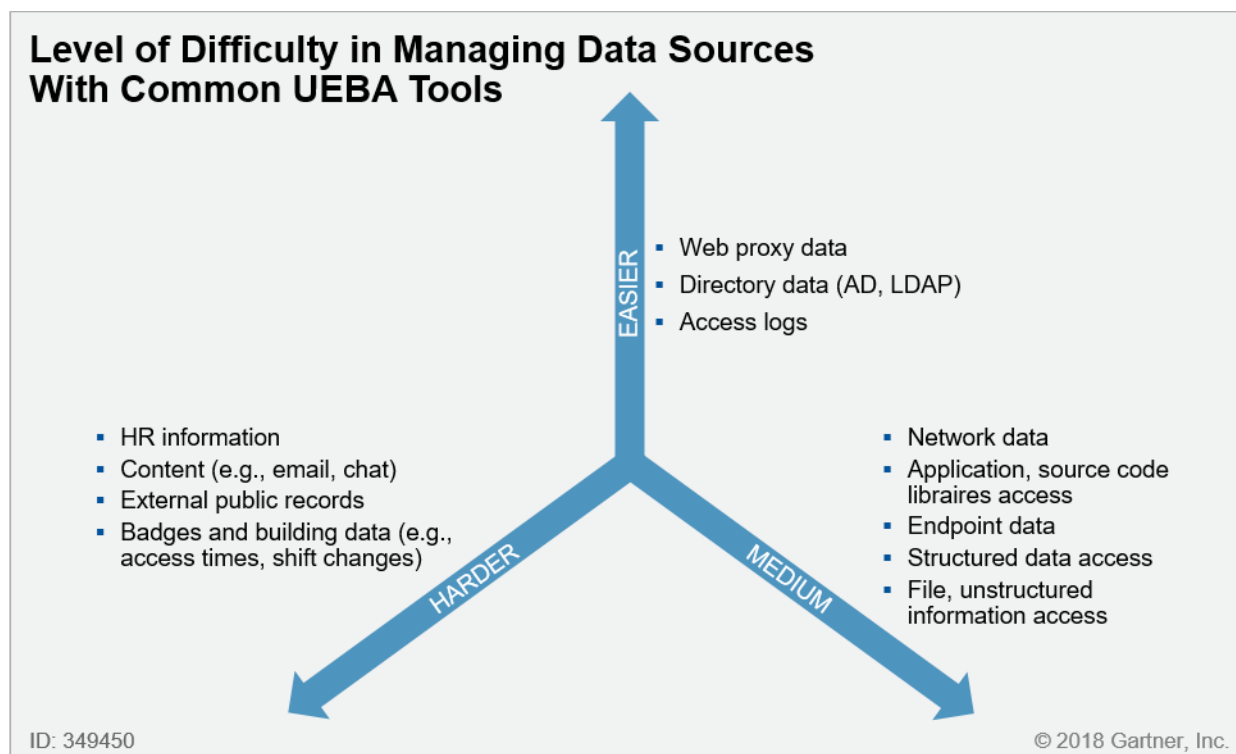 Level of Difficulty in Managing Data Sources
With Common UEBA Tools
EASIER
▪ Web proxy data
▪ Directory data (AD, LDAP)
▪ Access logs
▪ HR information
▪ Content (e.g., email, chat)
▪ External public records
▪ Badges and building data (e.g.,
access times, shift changes)
HARDER
MEDIUM
▪ Network data
▪ Application, source code
libraires access
▪ Endpoint data
▪ Structured data access
▪ File, unstructured
information access
ID: 349450
© 2018 Gartner, Inc.